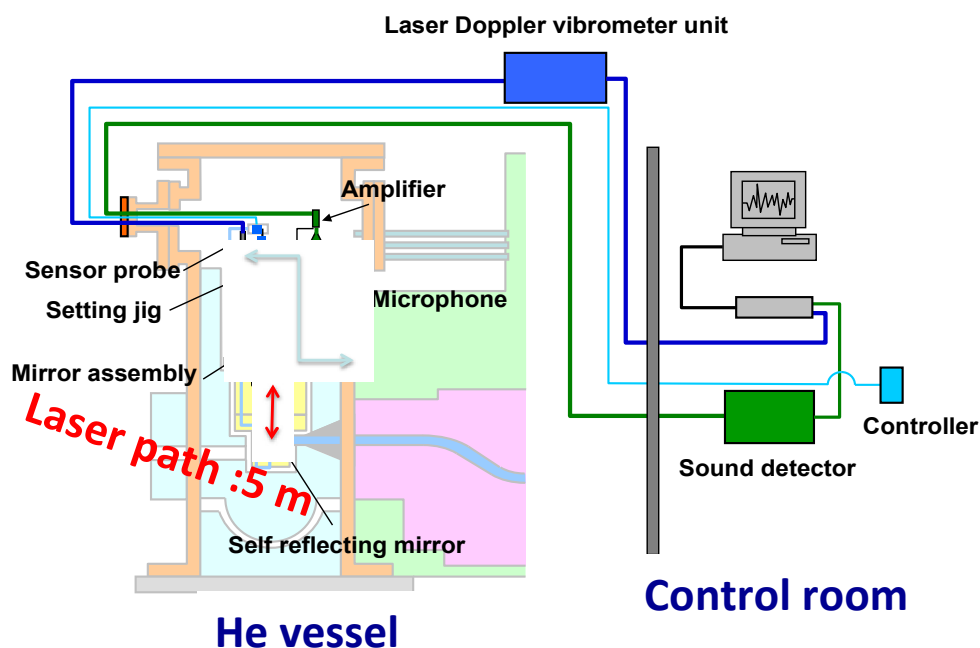 Laser Doppler vibrometer unit
Amplifier
Sensor probe
Setting jig
Microphone
Mirror assembly
Laser path :5 m
Controller
Sound detector
Self reflecting mirror
Control room
He vessel